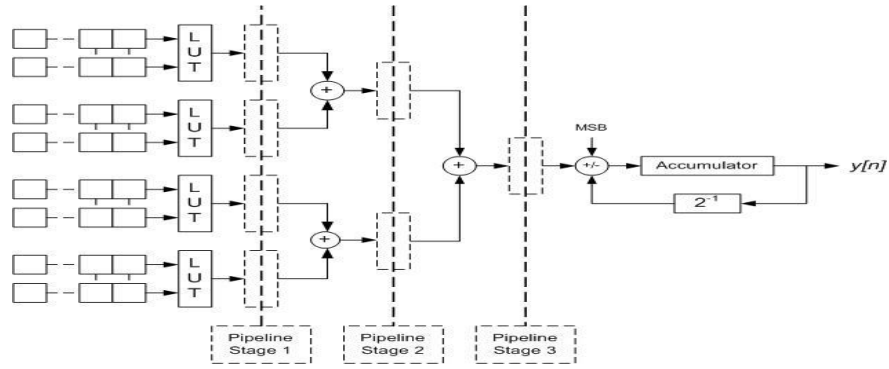 L
U
T
L
U
T
L
U
T
L
U
T
+
+
+
MSB
+/-
Accumulator
y[n]
2⁻¹
Pipeline
Stage 1
Pipeline
Stage 2
Pipeline
Stage 3